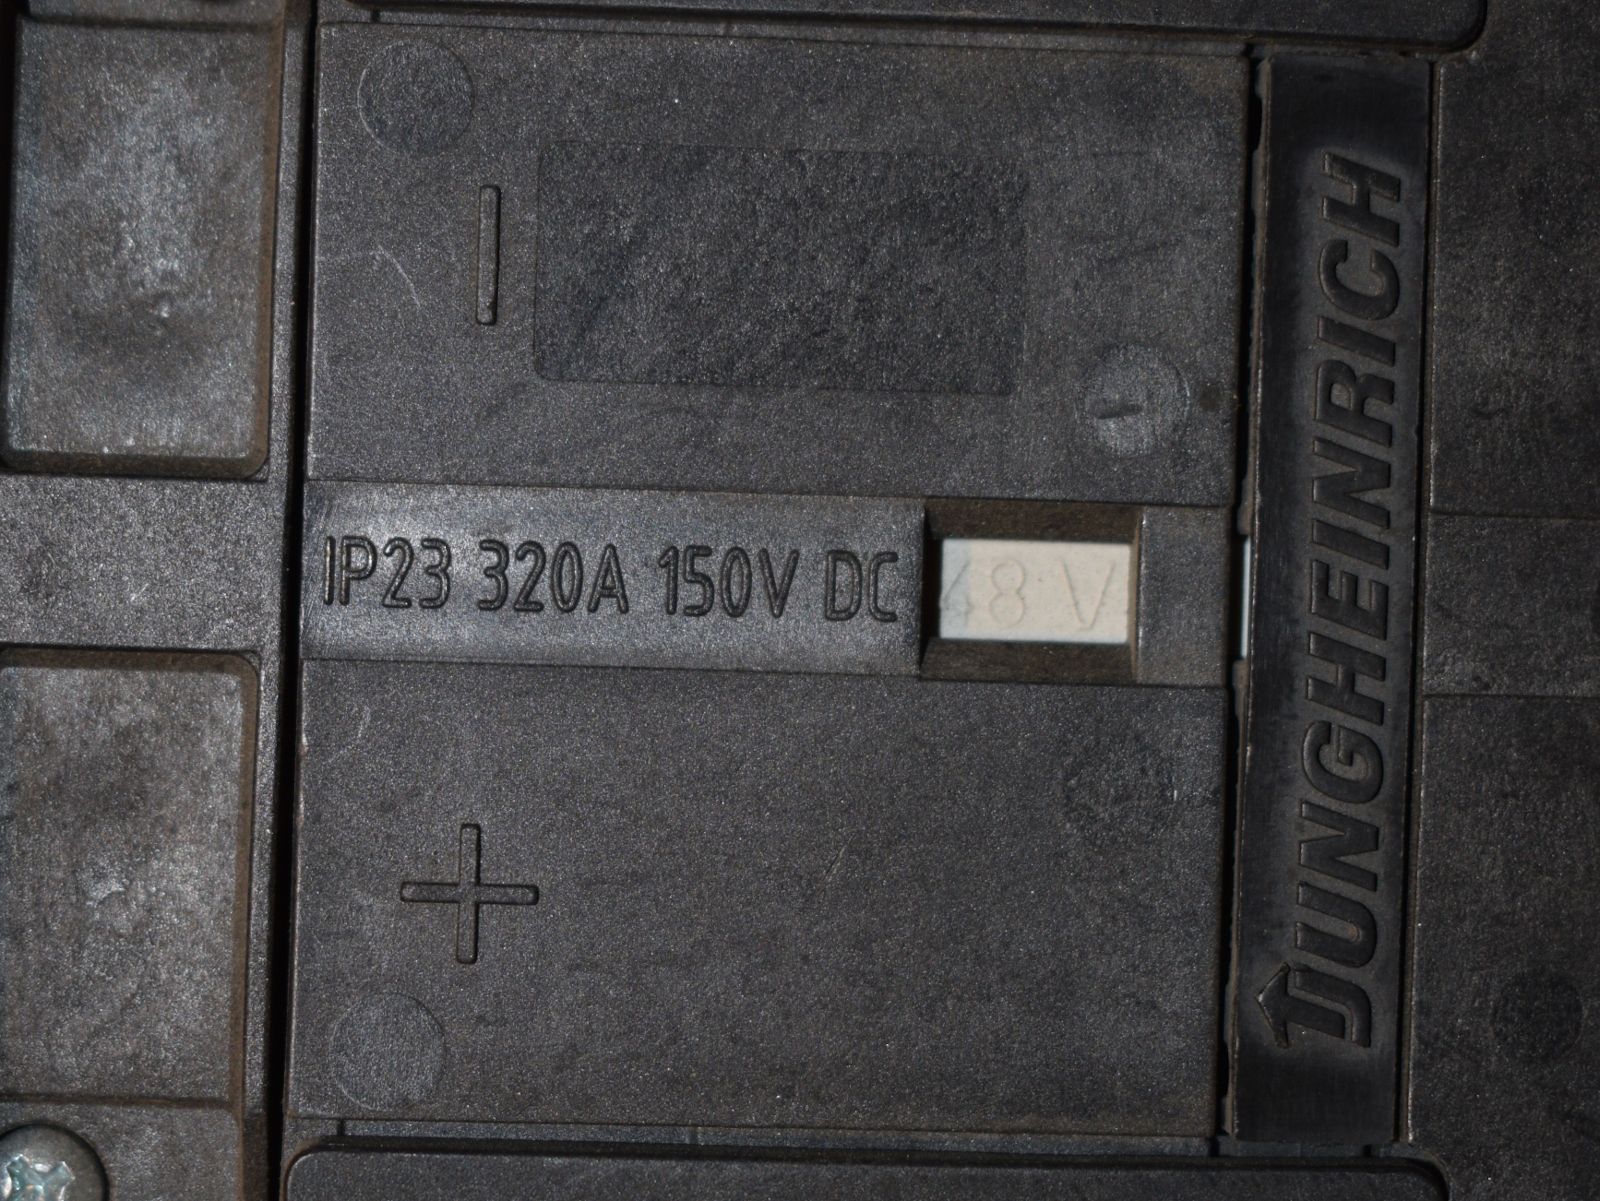 IP23 320A 150V DC
48 V
JUNGHEINRICH